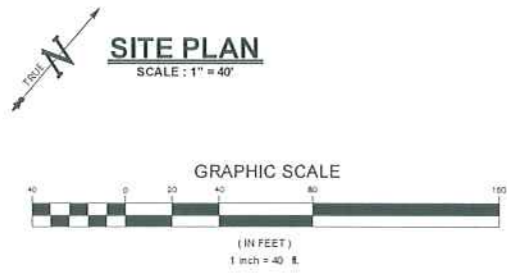 TRUE N
SITE PLAN
SCALE : 1" = 40'
GRAPHIC SCALE
40 0 20 40 80 160
( IN FEET )
1 inch = 40 ft.